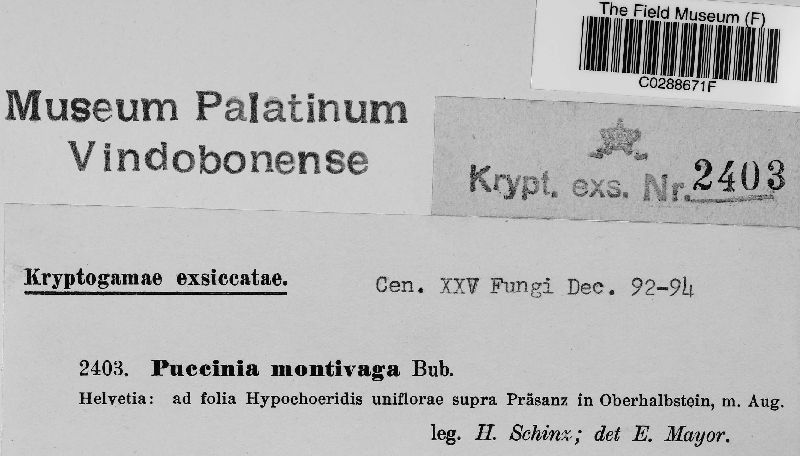 The Field Museum (F)
C0288671F
Museum Palatinum
Vindobonense
Krypt. exs. Nr. 2403
Kryptogamae exsiccatae.
Cen. XXV Fungi Dec. 92-94
2403. Puccinia montivaga Bub.
Helvetia: ad folia Hypochoeridis uniflorae supra Präsanz in Oberhalbstein, m. Aug.
leg. H. Schinz; det E. Mayor.